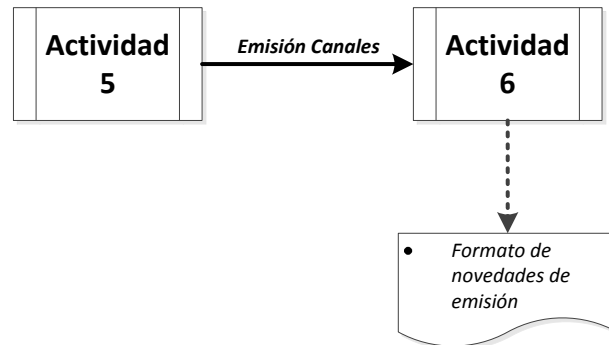 Actividad
5
Emisión Canales
Actividad
6
• Formato de
novedades de
emisión